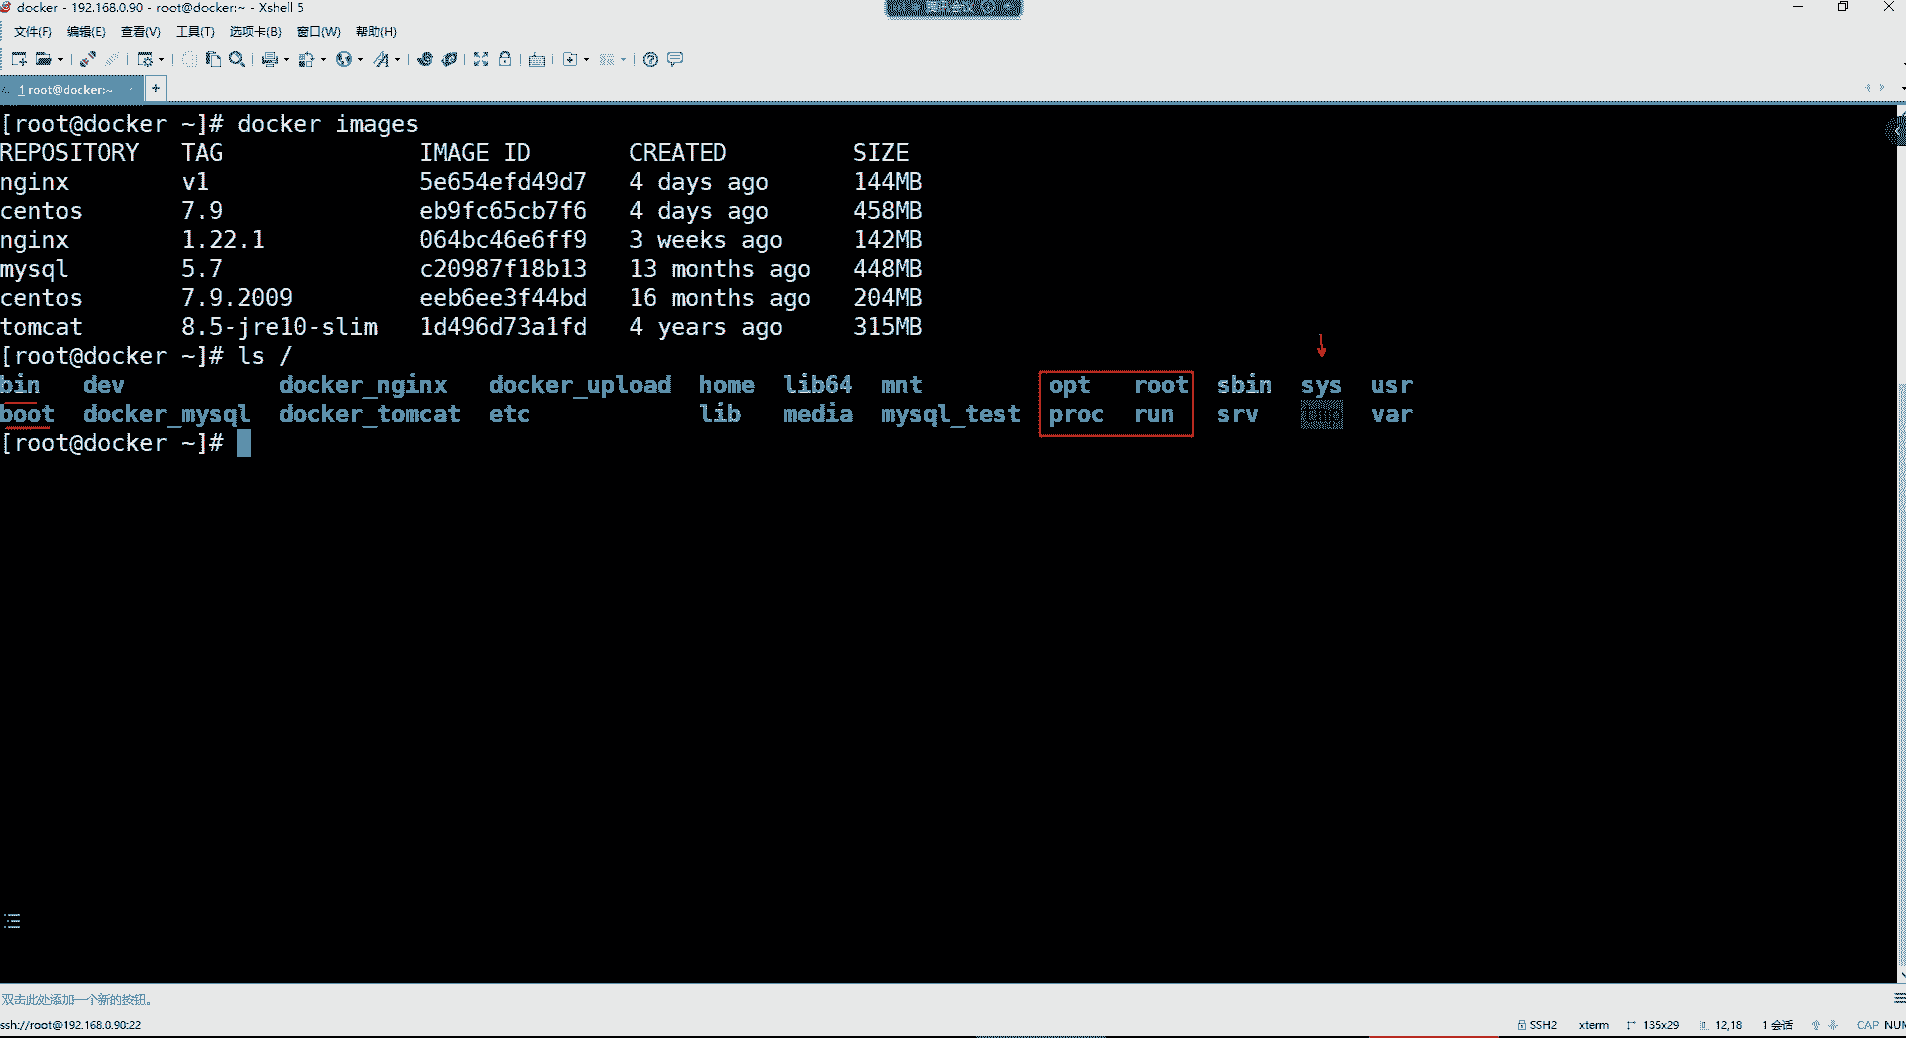 docker - 192.168.0.90 - root@docker:~ - Xshell 5
文件(F) 编辑(E) 查看(V) 工具(T) 选项卡(B) 窗口(W) 帮助(H)
1 root@docker:~
[root@docker ~]# docker images
REPOSITORY TAG IMAGE ID CREATED SIZE
nginx v1 5e654efd49d7 4 days ago 144MB
centos 7.9 eb9fc65cb7f6 4 days ago 458MB
nginx 1.22.1 064bc46e6ff9 3 weeks ago 142MB
mysql 5.7 c20987f18b13 13 months ago 448MB
centos 7.9.2009 eeb6ee3f44bd 16 months ago 204MB
tomcat 8.5-jre10-slim 1d496d73a1fd 4 years ago 315MB
[root@docker ~]# ls /
bin dev docker_nginx docker_upload home lib64 mnt opt root sbin sys usr
boot docker_mysql docker_tomcat etc lib media mysql_test proc run srv tmp var
[root@docker ~]#
双击此处添加一个新的按钮。
ssh://root@192.168.0.90:22 SSH2 xterm 135x29 12,18 1 会话 CAP NUM